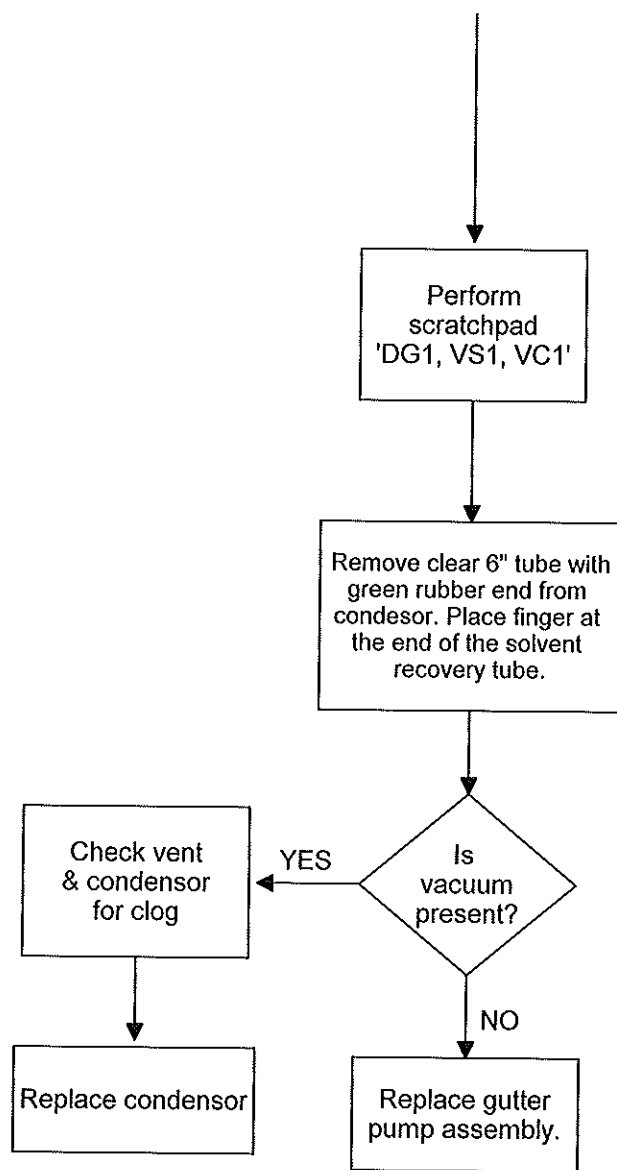 Perform
scratchpad
'DG1, VS1, VC1'
Remove clear 6" tube with
green rubber end from
condesor. Place finger at
the end of the solvent
recovery tube.
Is
vacuum
present?
YES
Check vent
& condensor
for clog
Replace condensor
NO
Replace gutter
pump assembly.